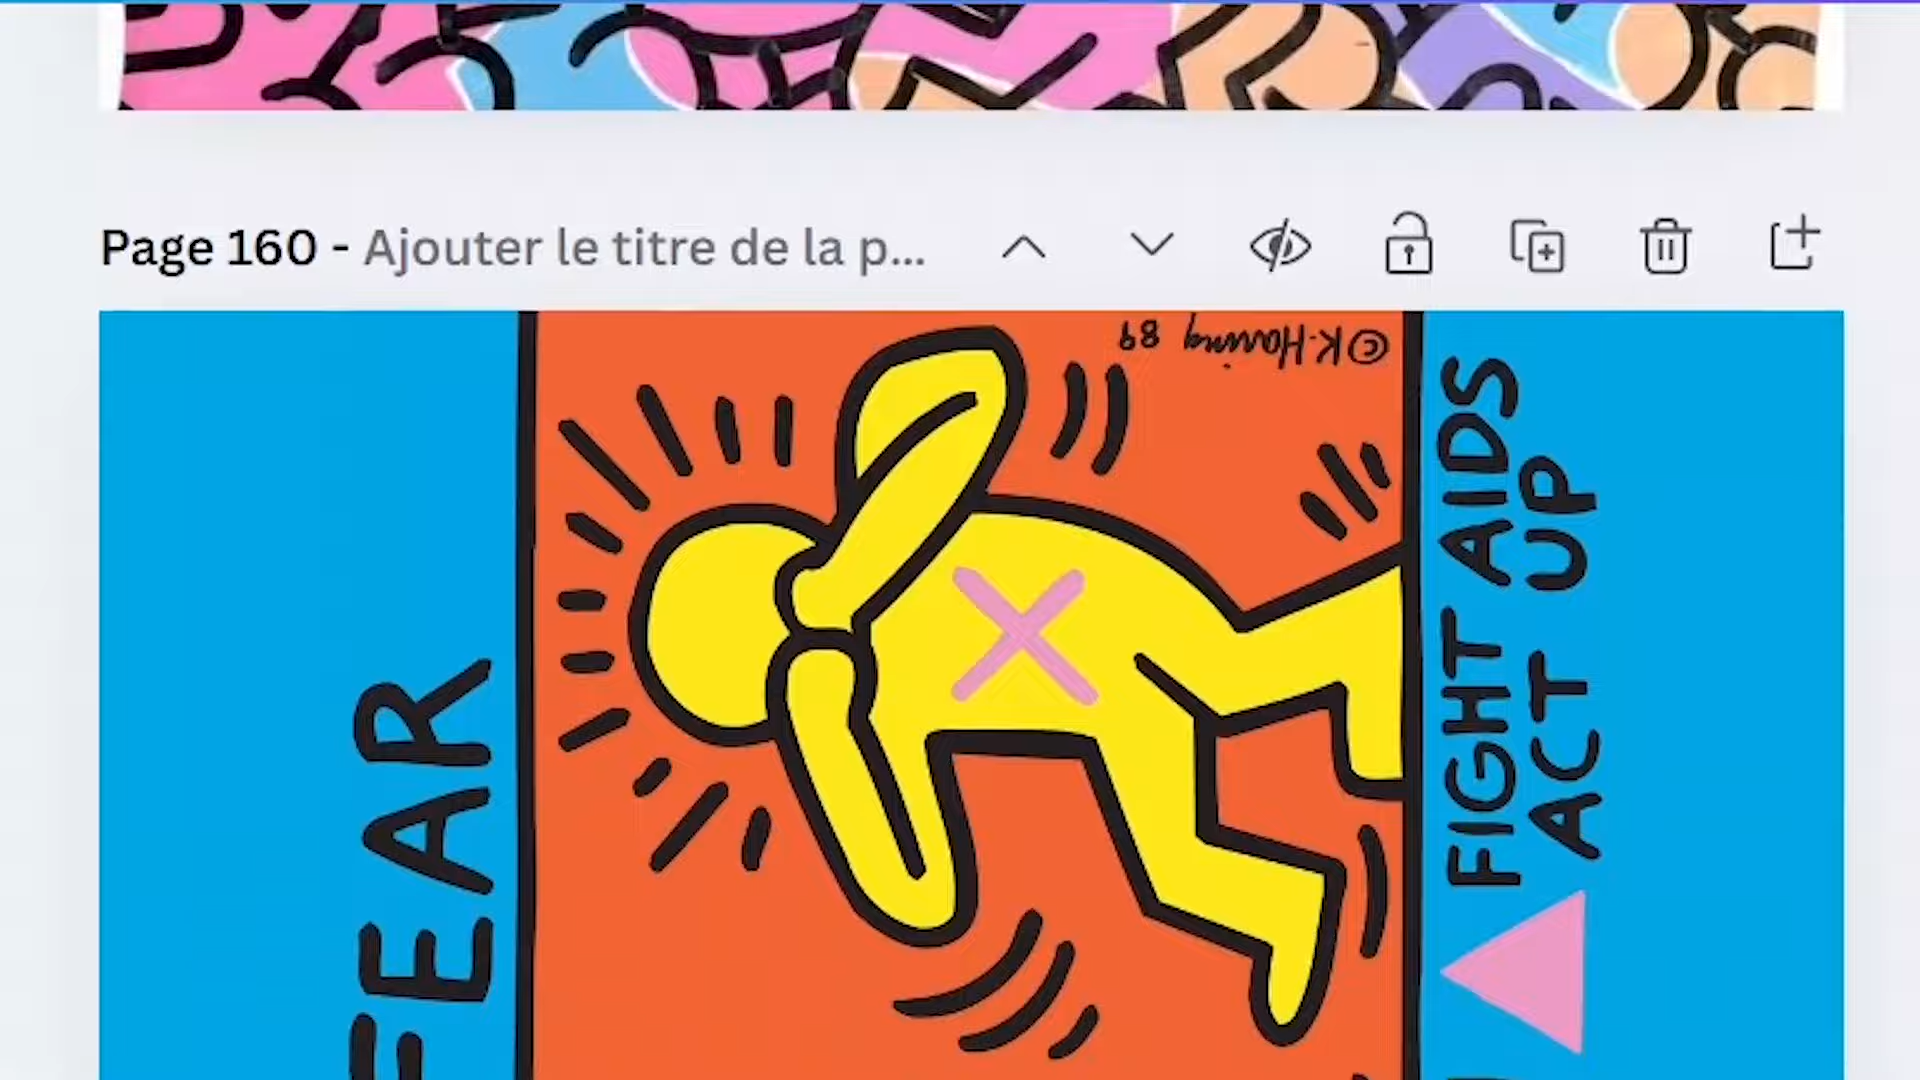 Page 160 - Ajouter le titre de la p...
© K. Haring 89
FEAR
FIGHT AIDS
ACT UP